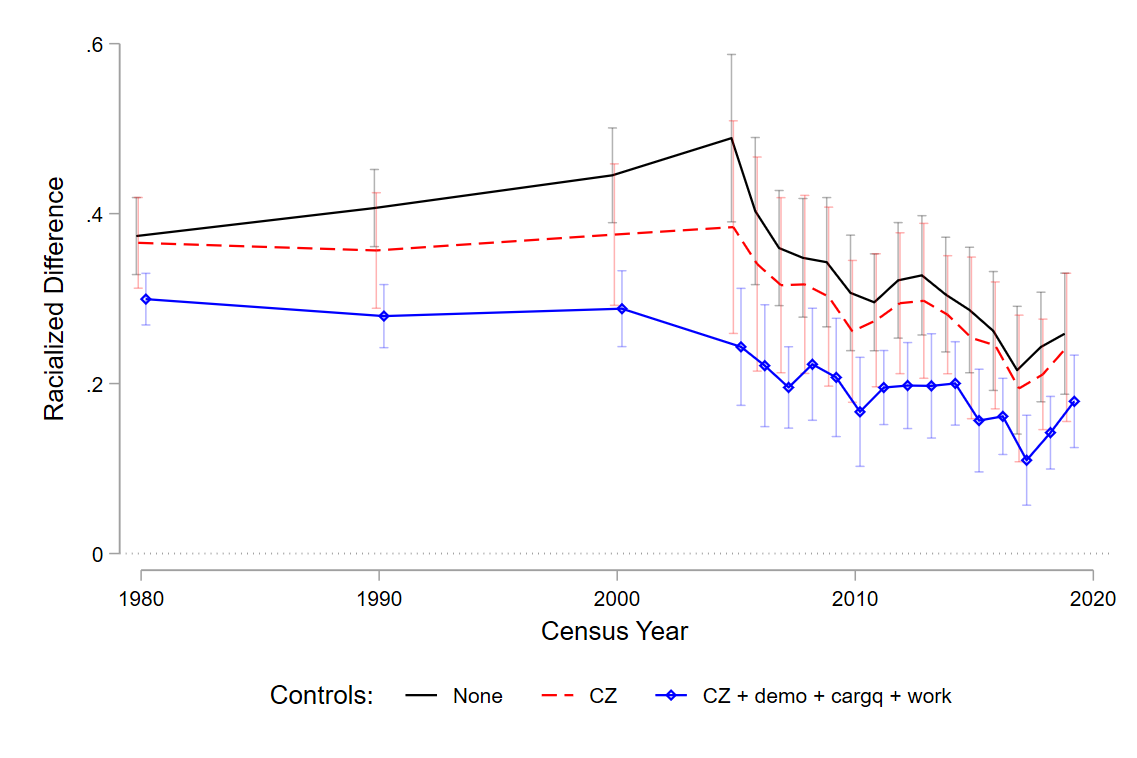 .6
.4
.2
0
Racialized Difference
1980 1990 2000 2010 2020
Census Year
Controls: None CZ CZ + demo + cargq + work